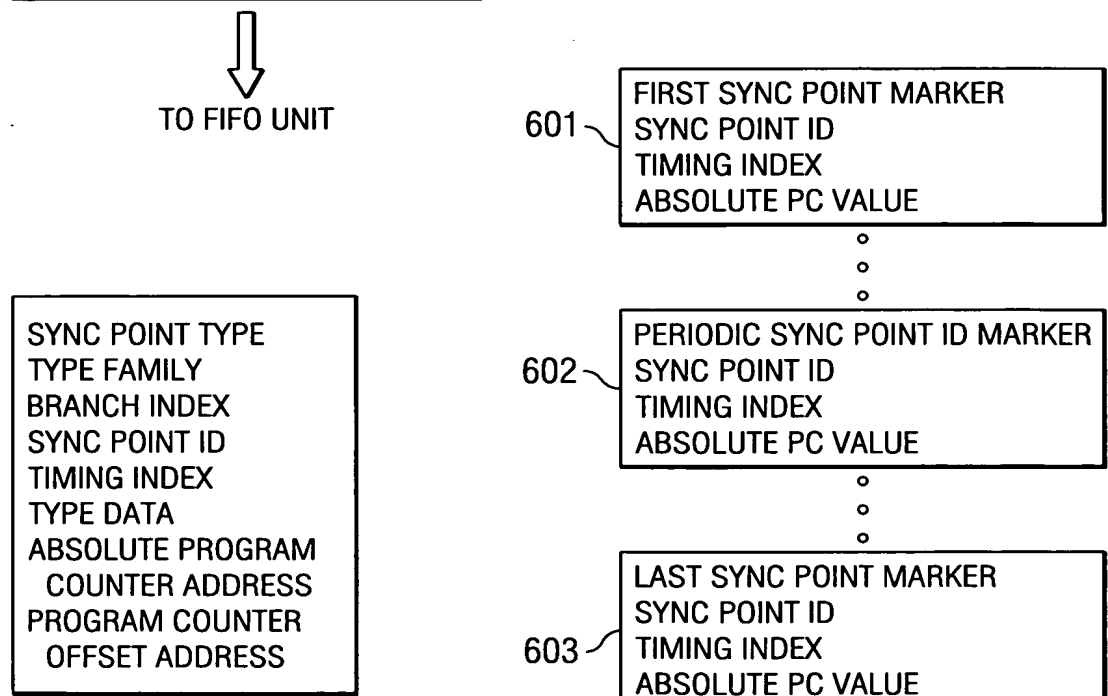 TO FIFO UNIT
SYNC POINT TYPE
TYPE FAMILY
BRANCH INDEX
SYNC POINT ID
TIMING INDEX
TYPE DATA
ABSOLUTE PROGRAM
COUNTER ADDRESS
PROGRAM COUNTER
OFFSET ADDRESS
601
FIRST SYNC POINT MARKER
SYNC POINT ID
TIMING INDEX
ABSOLUTE PC VALUE
602
PERIODIC SYNC POINT ID MARKER
SYNC POINT ID
TIMING INDEX
ABSOLUTE PC VALUE
603
LAST SYNC POINT MARKER
SYNC POINT ID
TIMING INDEX
ABSOLUTE PC VALUE